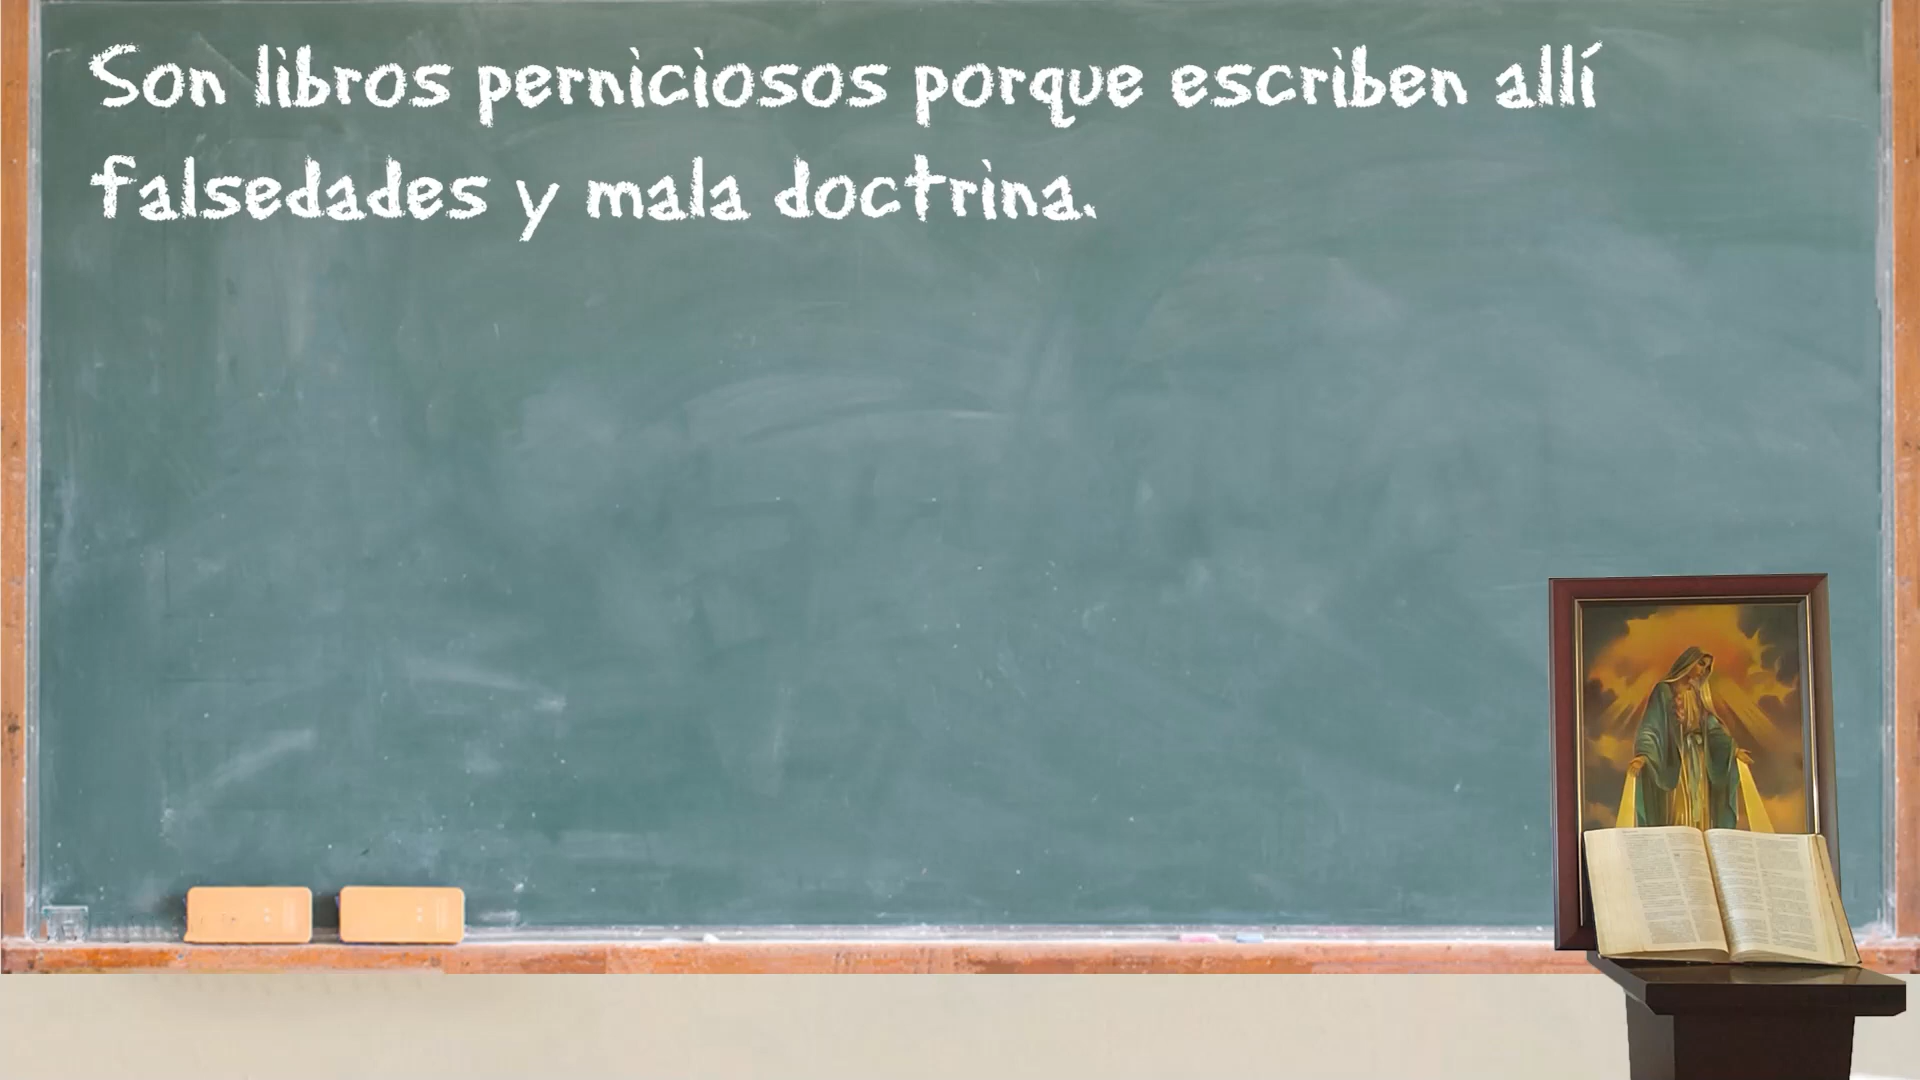 Son libros perniciosos porque escriben allí
falsedades y mala doctrina.